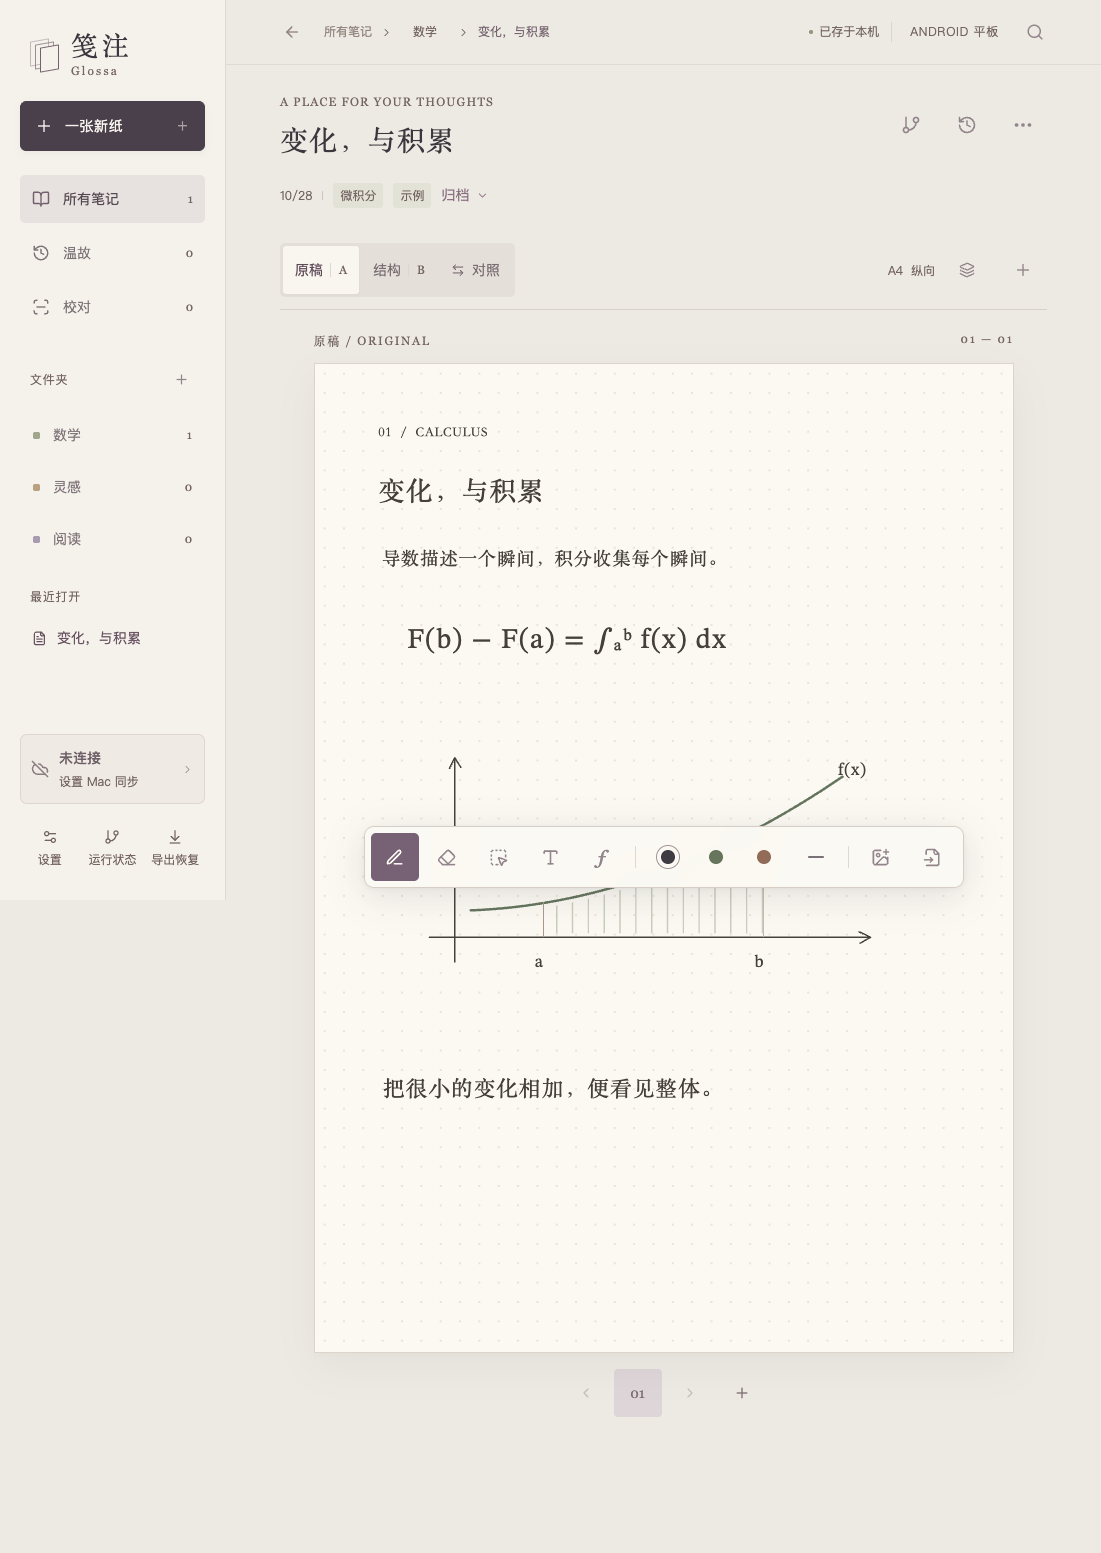 笺注
Glossa
一张新纸
所有笔记 1
温故 0
校对 0
文件夹
数学 1
灵感 0
阅读 0
最近打开
变化，与积累
未连接
设置 Mac 同步
设置 运行状态 导出恢复
所有笔记 > 数学 > 变化，与积累
已存于本机 ANDROID 平板
A PLACE FOR YOUR THOUGHTS
变化，与积累
10/28 微积分 示例 归档
原稿 A 结构 B 对照
A4 纵向
原稿 / ORIGINAL 01 — 01
01 / CALCULUS
变化，与积累
导数描述一个瞬间，积分收集每个瞬间。
F(b) − F(a) = ∫ₐᵇ f(x) dx
f(x)
T f
a b
把很小的变化相加，便看见整体。
01